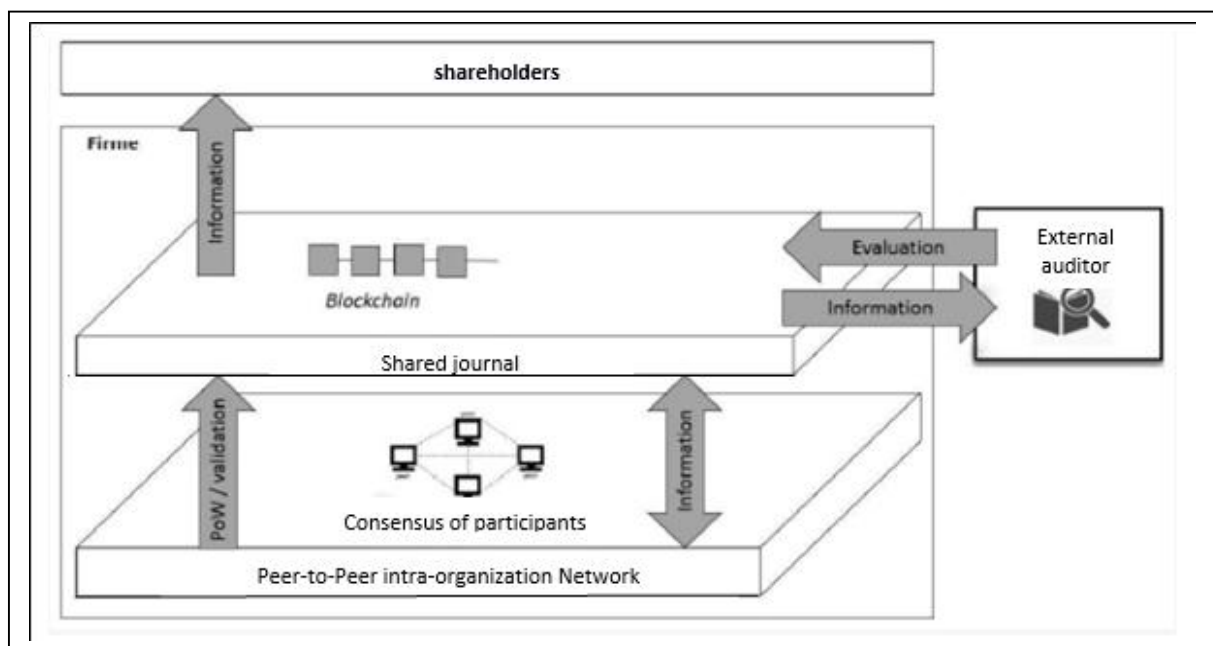 shareholders
Firme
Information
Blockchain
Evaluation
Information
External
auditor
Shared journal
PoW / validation
Information
Consensus of participants
Peer-to-Peer intra-organization Network